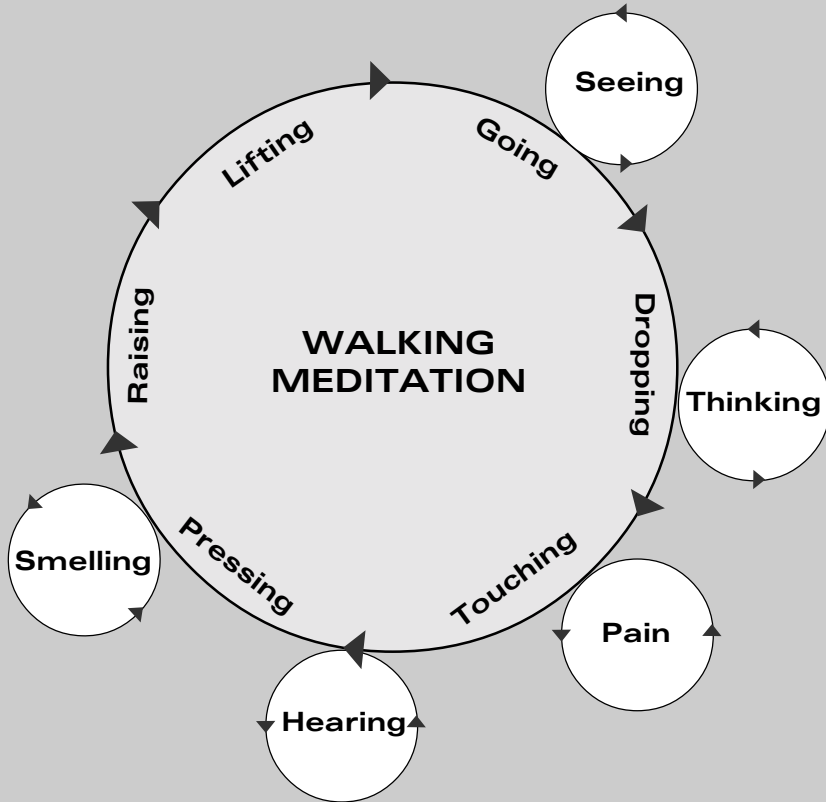 Seeing
Lifting
Going
Raising
WALKING
MEDITATION
Dropping
Thinking
Pressing
Touching
Smelling
Pain
Hearing